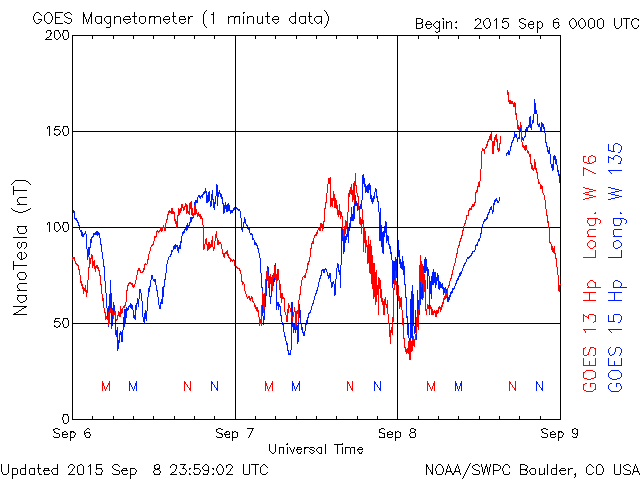 GOES Magnetometer (1 minute data)
Begin: 2015 Sep 6 0000 UTC
200
150
100
50
0
NanoTesla (nT)
M M N N M M N N M M N N
Sep 6 Sep 7 Sep 8 Sep 9
Universal Time
GOES 13 Hp Long. W 76
GOES 15 Hp Long. W 135
Updated 2015 Sep 8 23:59:02 UTC
NOAA/SWPC Boulder, CO USA